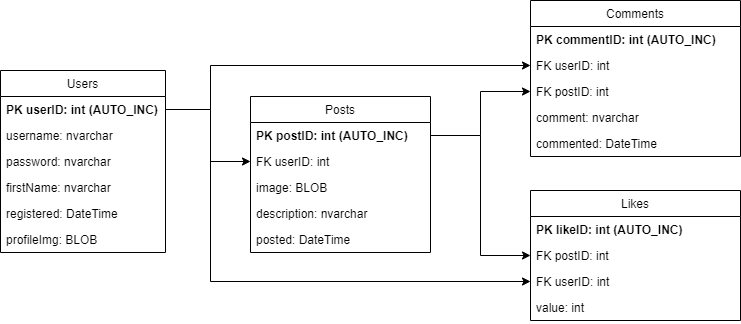 Users
PK userID: int (AUTO_INC)
username: nvarchar
password: nvarchar
firstName: nvarchar
registered: DateTime
profileImg: BLOB
Posts
PK postID: int (AUTO_INC)
FK userID: int
image: BLOB
description: nvarchar
posted: DateTime
Comments
PK commentID: int (AUTO_INC)
FK userID: int
FK postID: int
comment: nvarchar
commented: DateTime
Likes
PK likeID: int (AUTO_INC)
FK postID: int
FK userID: int
value: int